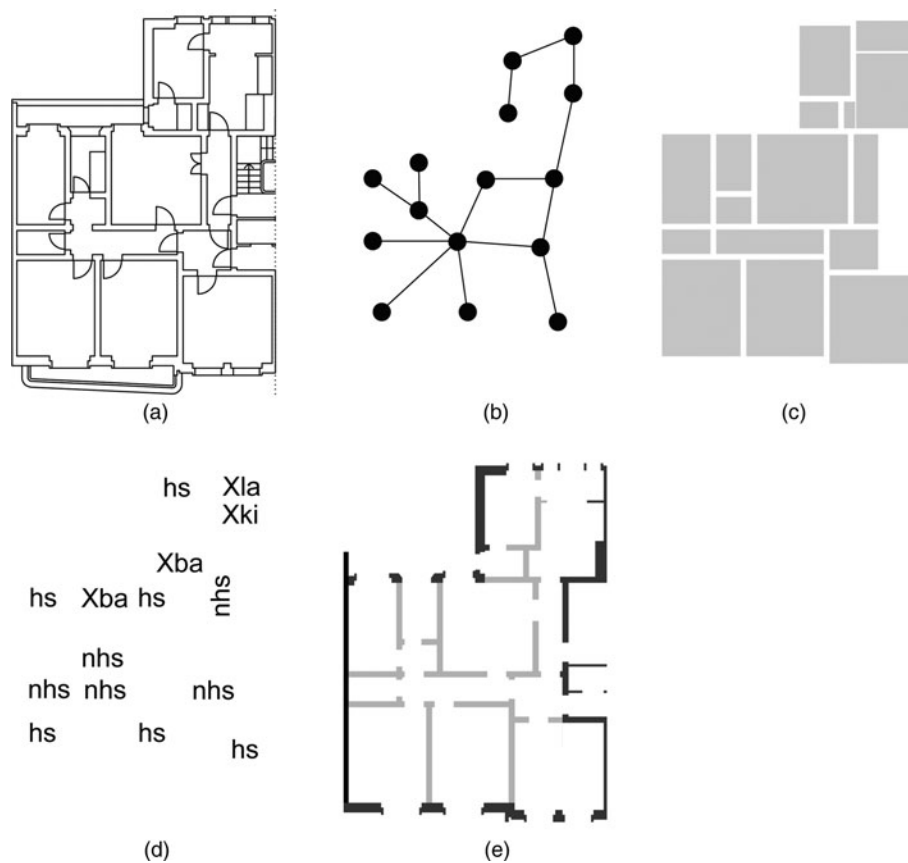 (a)
(b)
(c)
hs Xla
Xki
Xba
hs Xba hs nhs
nhs
nhs nhs nhs
hs hs
hs
(d)
(e)